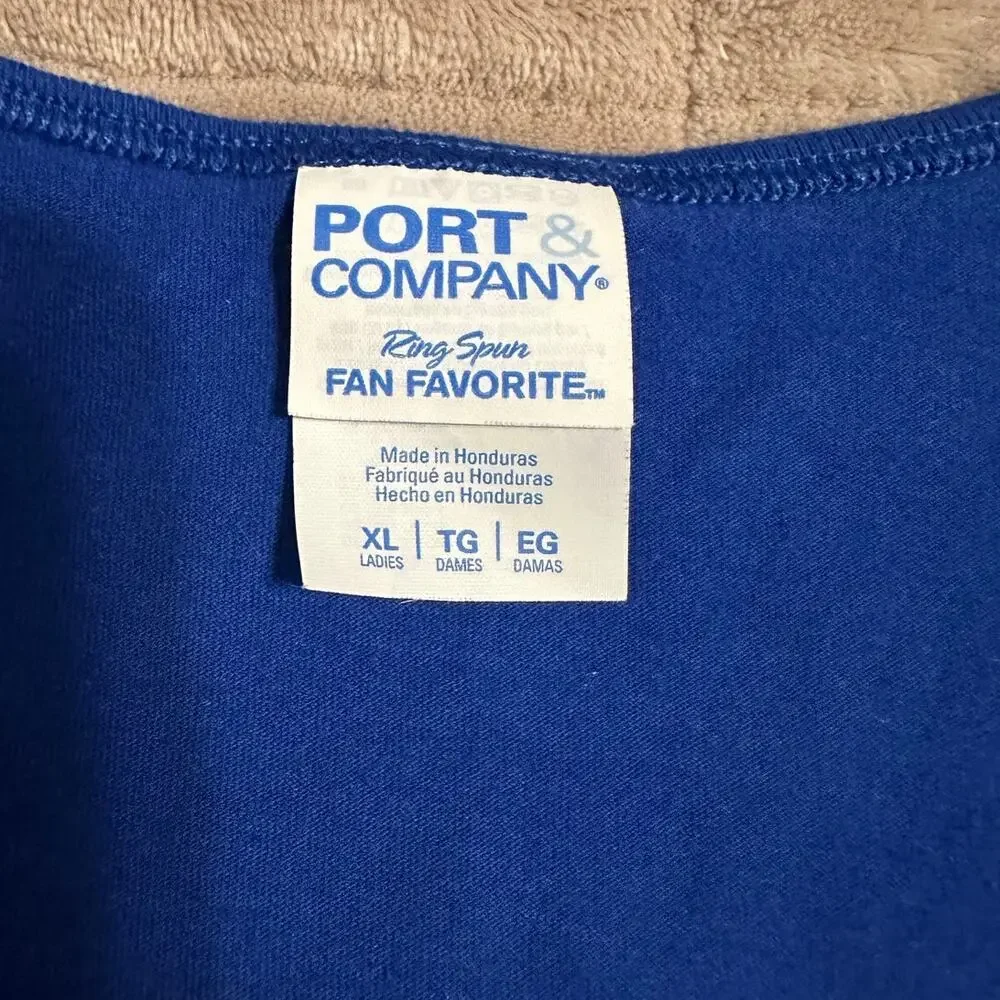 PORT &
COMPANY®
Ring Spun
FAN FAVORITE™
Made in Honduras
Fabriqué au Honduras
Hecho en Honduras
XL | TG | EG
LADIES DAMES DAMAS